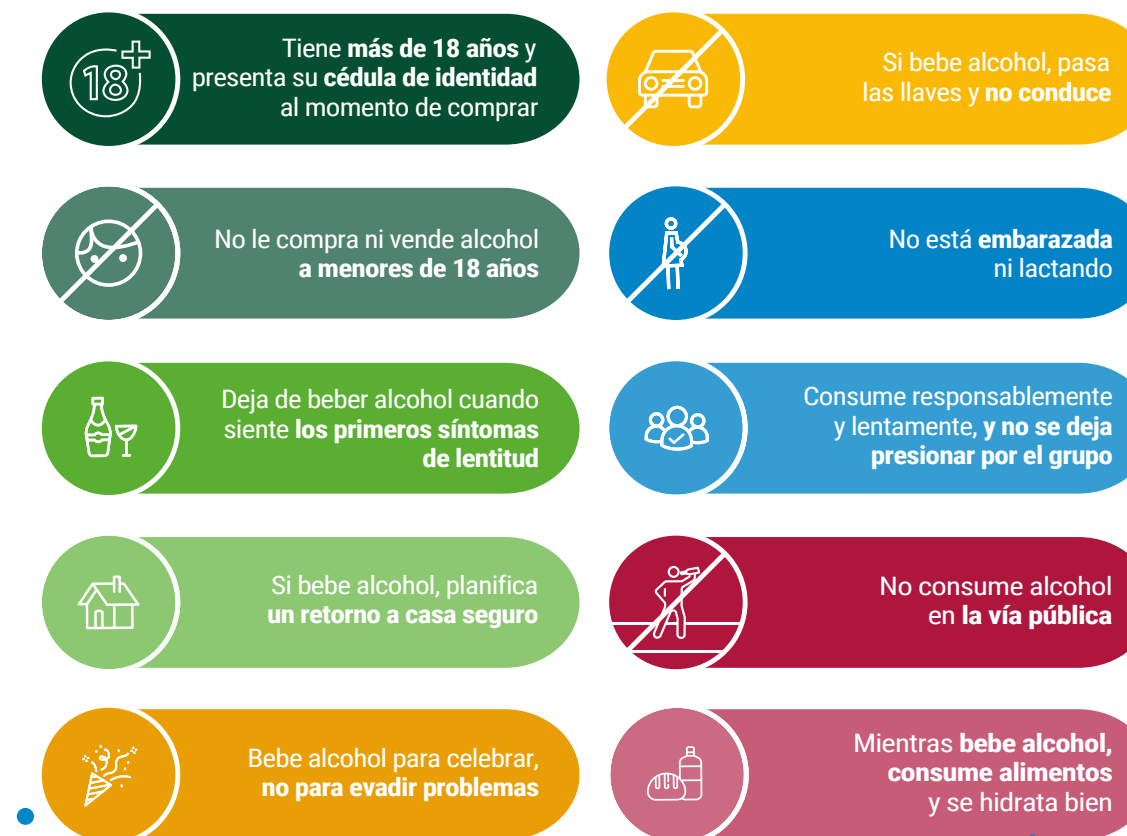 18+
Tiene más de 18 años y
presenta su cédula de identidad
al momento de comprar
Si bebe alcohol, pasa
las llaves y no conduce
No le compra ni vende alcohol
a menores de 18 años
No está embarazada
ni lactando
Deja de beber alcohol cuando
siente los primeros síntomas
de lentitud
Consume responsablemente
y lentamente, y no se deja
presionar por el grupo
Si bebe alcohol, planifica
un retorno a casa seguro
No consume alcohol
en la vía pública
Bebe alcohol para celebrar,
no para evadir problemas
Mientras bebe alcohol,
consume alimentos
y se hidrata bien